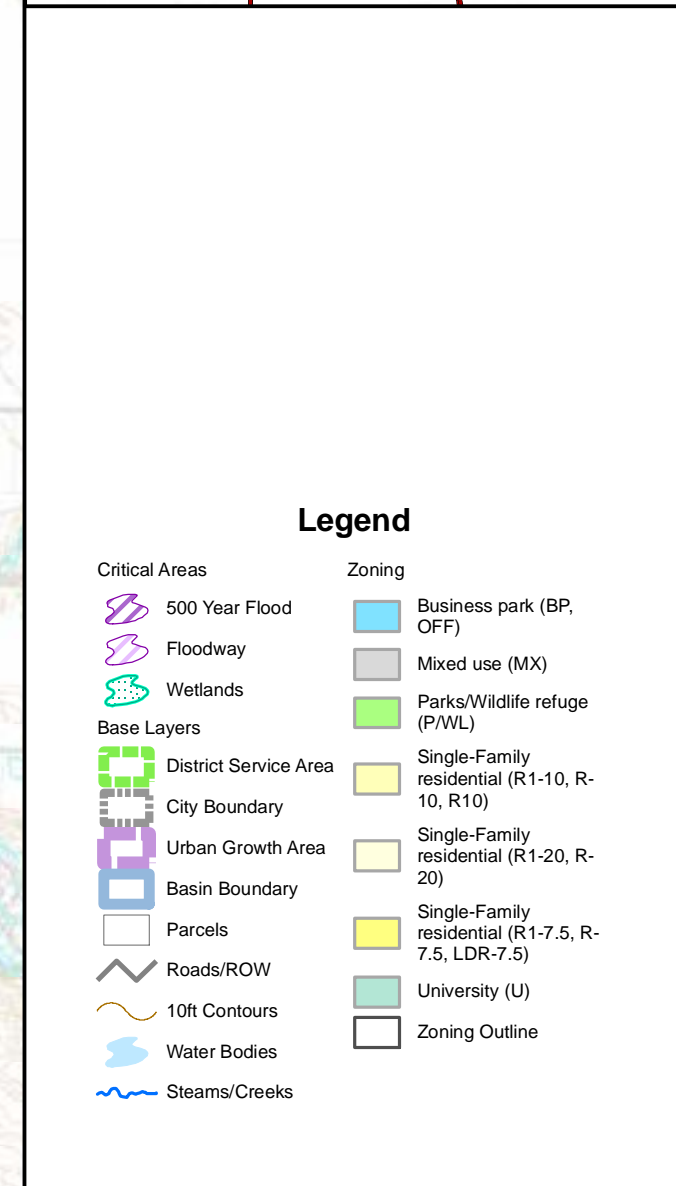 Legend
Critical Areas
500 Year Flood
Floodway
Wetlands
Base Layers
District Service Area
City Boundary
Urban Growth Area
Basin Boundary
Parcels
Roads/ROW
10ft Contours
Water Bodies
Steams/Creeks
Zoning
Business park (BP,
OFF)
Mixed use (MX)
Parks/Wildlife refuge
(P/WL)
Single-Family
residential (R1-10, R-
10, R10)
Single-Family
residential (R1-20, R-
20)
Single-Family
residential (R1-7.5, R-
7.5, LDR-7.5)
University (U)
Zoning Outline